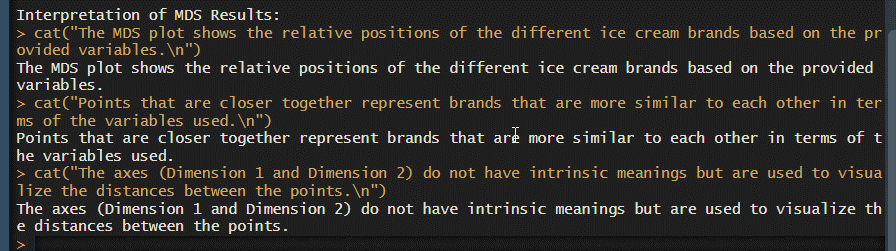 Interpretation of MDS Results:
> cat("The MDS plot shows the relative positions of the different ice cream brands based on the pr
ovided variables.\n")
The MDS plot shows the relative positions of the different ice cream brands based on the provided
variables.
> cat("Points that are closer together represent brands that are more similar to each other in ter
ms of the variables used.\n")
Points that are closer together represent brands that are more similar to each other in terms of t
he variables used.
> cat("The axes (Dimension 1 and Dimension 2) do not have intrinsic meanings but are used to visua
lize the distances between the points.\n")
The axes (Dimension 1 and Dimension 2) do not have intrinsic meanings but are used to visualize th
e distances between the points.
>